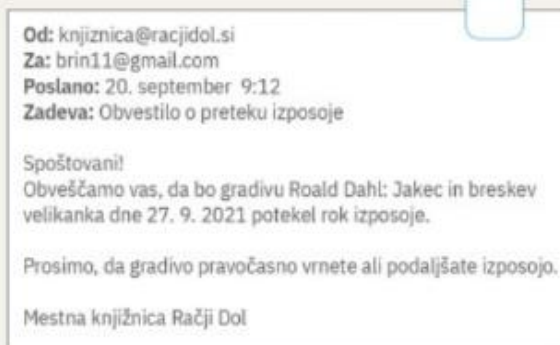 Od: knjiznica@racjidol.si
Za: brin11@gmail.com
Poslano: 20. september 9:12
Zadeva: Obvestilo o preteku izposoje
Spoštovani!
Obveščamo vas, da bo gradivu Roald Dahl: Jakec in breskev
velikanka dne 27. 9. 2021 potekel rok izposoje.
Prosimo, da gradivo pravočasno vrnete ali podaljšate izposojo.
Mestna knjižnica Račji Dol